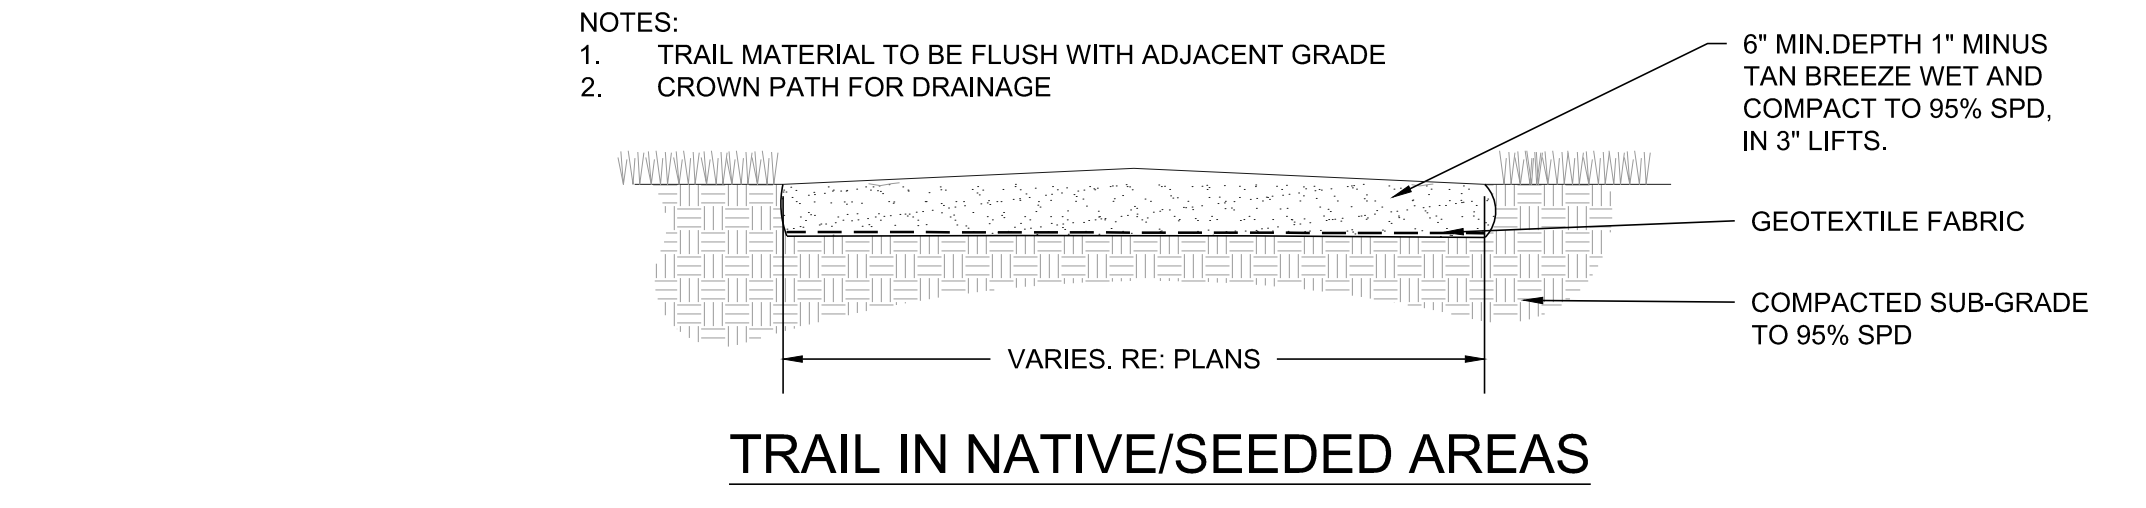 NOTES:
1. TRAIL MATERIAL TO BE FLUSH WITH ADJACENT GRADE
2. CROWN PATH FOR DRAINAGE
6" MIN.DEPTH 1" MINUS
TAN BREEZE WET AND
COMPACT TO 95% SPD,
IN 3" LIFTS.
GEOTEXTILE FABRIC
COMPACTED SUB-GRADE
TO 95% SPD
VARIES. RE: PLANS
TRAIL IN NATIVE/SEEDED AREAS